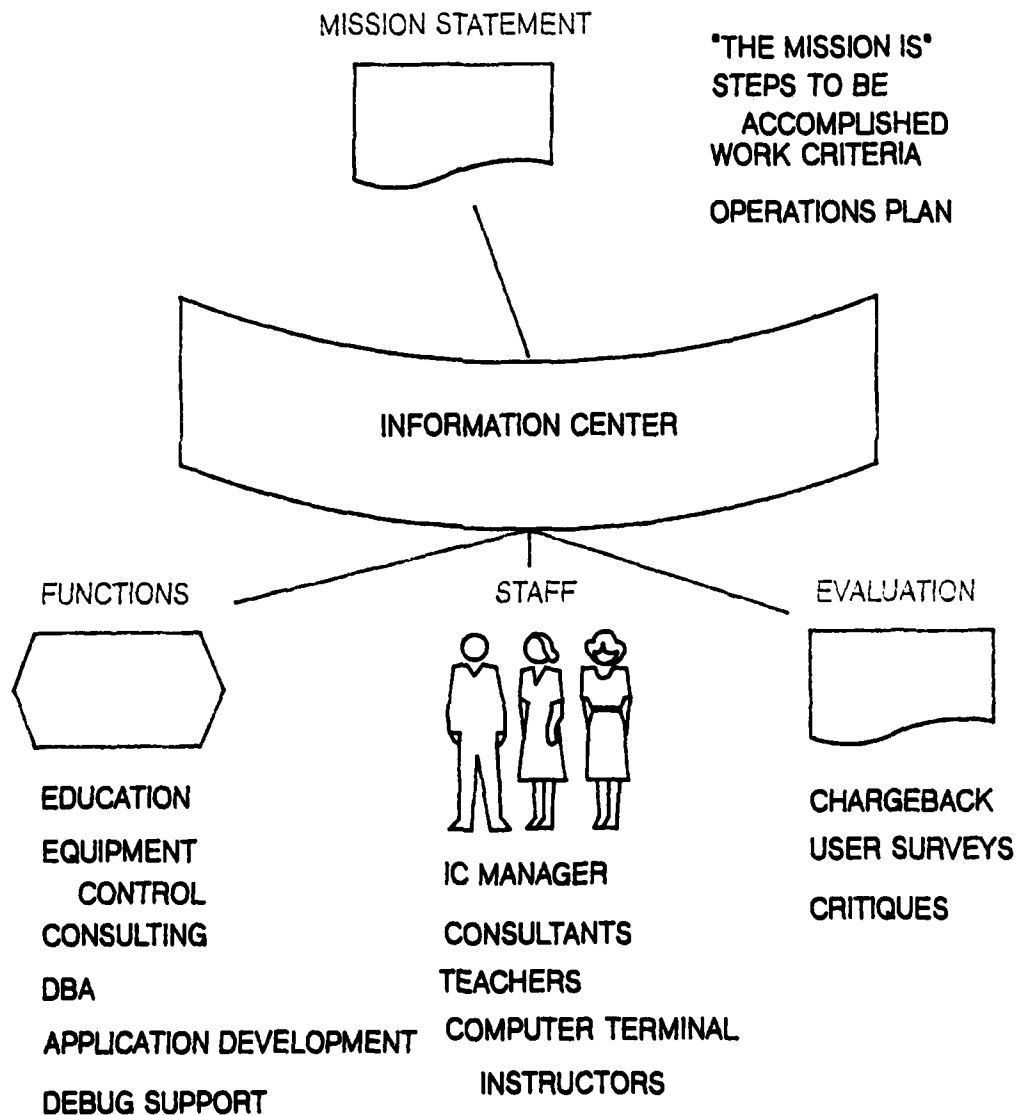 MISSION STATEMENT
"THE MISSION IS"
STEPS TO BE
ACCOMPLISHED
WORK CRITERIA
OPERATIONS PLAN
INFORMATION CENTER
FUNCTIONS
EDUCATION
EQUIPMENT
CONTROL
CONSULTING
DBA
APPLICATION DEVELOPMENT
DEBUG SUPPORT
STAFF
IC MANAGER
CONSULTANTS
TEACHERS
COMPUTER TERMINAL
INSTRUCTORS
EVALUATION
CHARGEBACK
USER SURVEYS
CRITIQUES